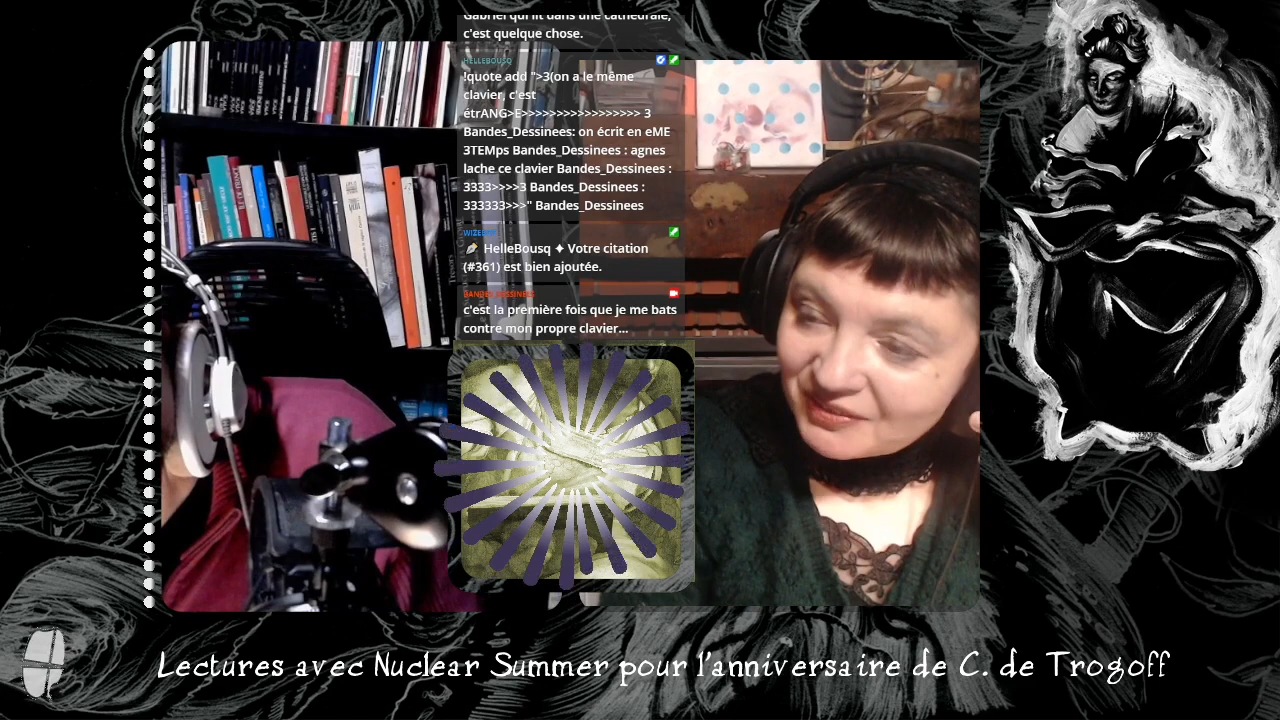 Gabriel qui lit dans une cathédrale,
c'est quelque chose.
HELLEBOUSQ
!quote add ">3(on a le même
clavier, c'est
étrANG>E>>>>>>>>>>>>>>>>> 3
Bandes_Dessinees: on écrit en eME
3TEMps Bandes_Dessinees : agnes
lache ce clavier Bandes_Dessinees :
3333>>>>3 Bandes_Dessinees :
333333>>>" Bandes_Dessinees
HelleBousq ✦ Votre citation
(#361) est bien ajoutée.
BANDES_DESSINEES
c'est la première fois que je me bats
contre mon propre clavier...
Lectures avec Nuclear Summer pour l'anniversaire de C. de Trogoff